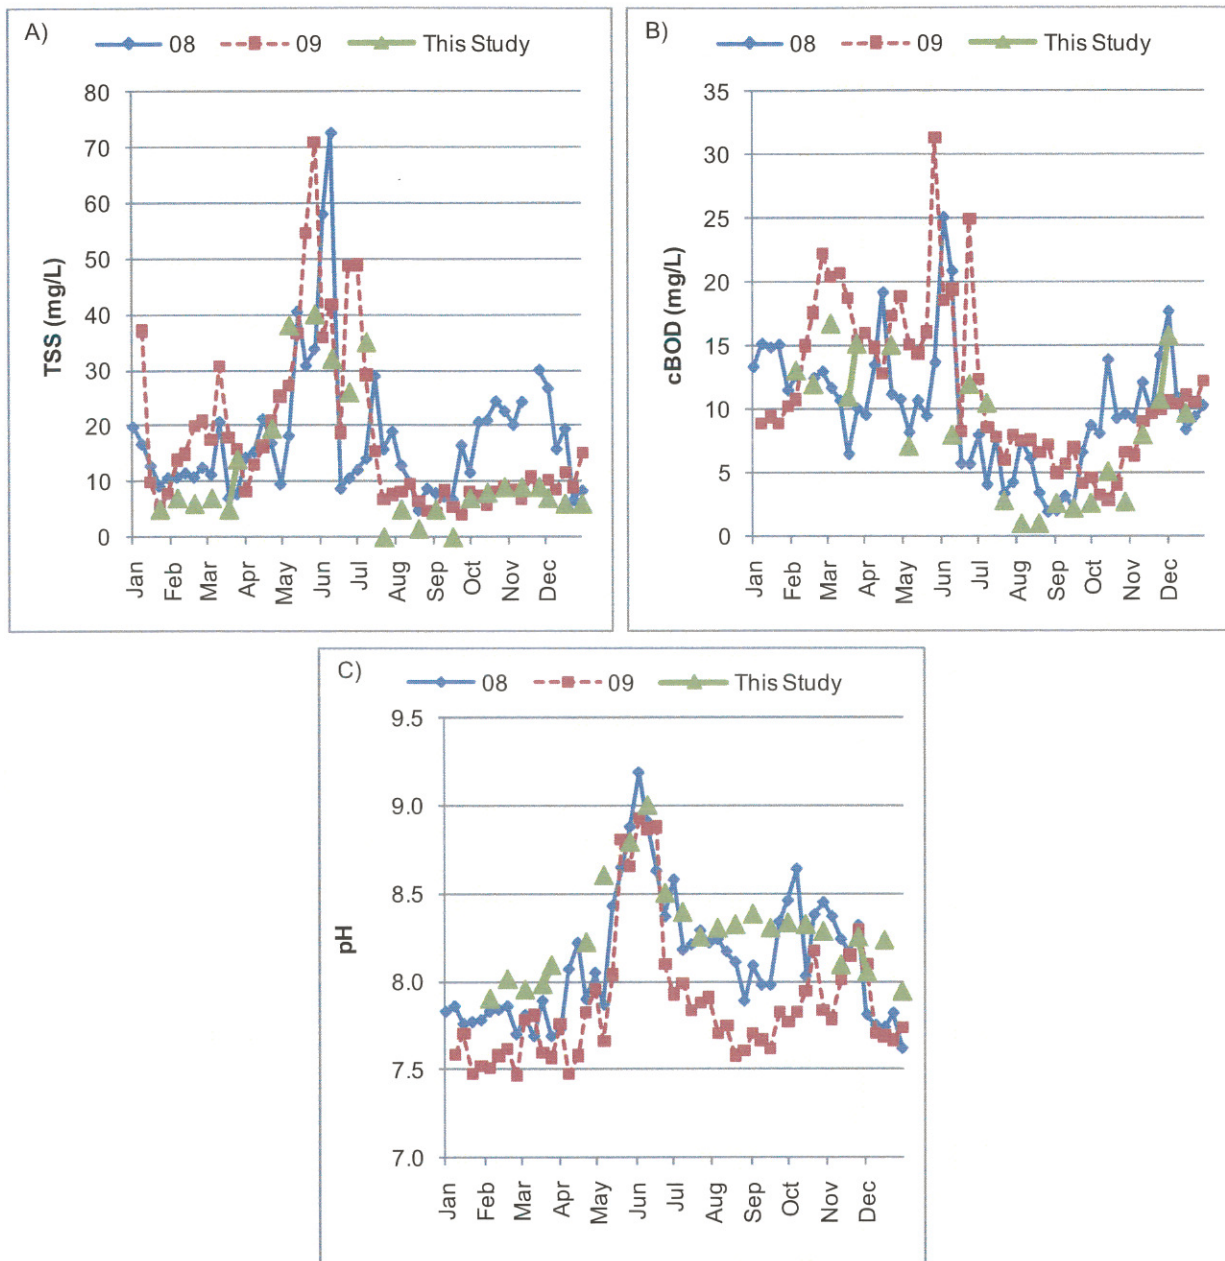 A)
08 09 This Study
TSS (mg/L)
80
70
60
50
40
30
20
10
0
Jan Feb Mar Apr May Jun Jul Aug Sep Oct Nov Dec
B)
08 09 This Study
cBOD (mg/L)
35
30
25
20
15
10
5
0
Jan Feb Mar Apr May Jun Jul Aug Sep Oct Nov Dec
C)
08 09 This Study
pH
9.5
9.0
8.5
8.0
7.5
7.0
Jan Feb Mar Apr May Jun Jul Aug Sep Oct Nov Dec